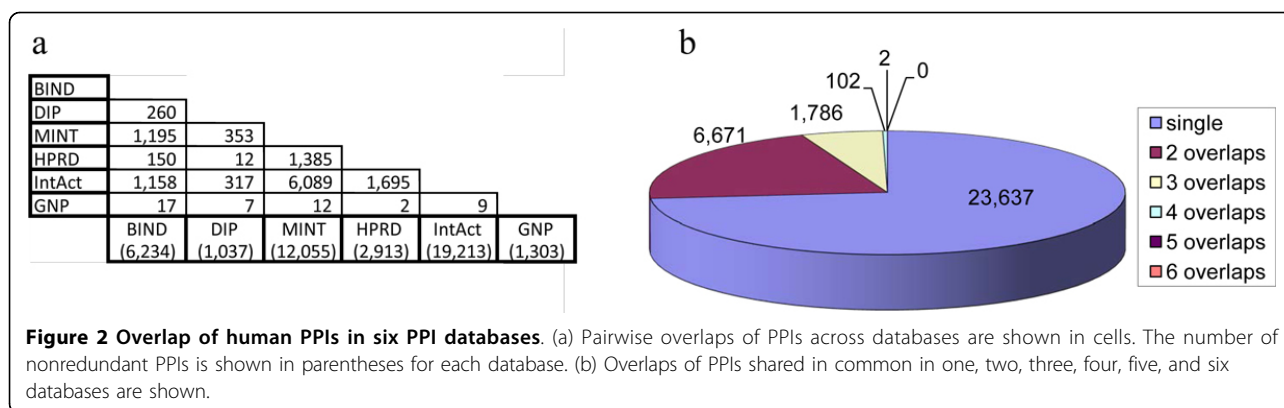 a
BIND
DIP 260
MINT 1,195 353
HPRD 150 12 1,385
IntAct 1,158 317 6,089 1,695
GNP 17 7 12 2 9
BIND DIP MINT HPRD IntAct GNP
(6,234) (1,037) (12,055) (2,913) (19,213) (1,303)
b
2
0
102
1,786
6,671
23,637
single
2 overlaps
3 overlaps
4 overlaps
5 overlaps
6 overlaps
Figure 2 Overlap of human PPIs in six PPI databases. (a) Pairwise overlaps of PPIs across databases are shown in cells. The number of
nonredundant PPIs is shown in parentheses for each database. (b) Overlaps of PPIs shared in common in one, two, three, four, five, and six
databases are shown.